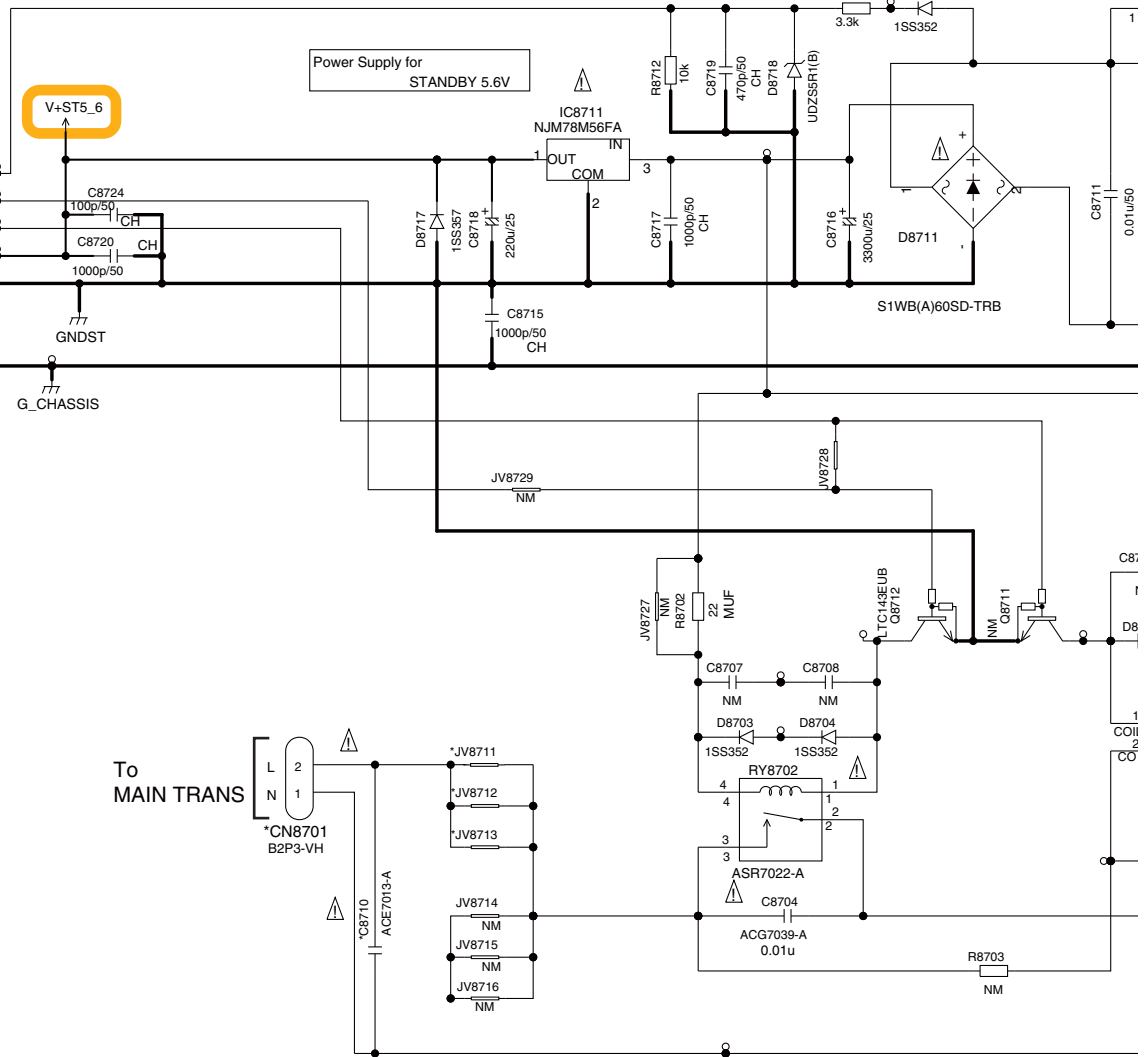 3.3k
1SS352
1
Power Supply for
STANDBY 5.6V
R8712
10k
C8719
470p/50
CH
D8718
UDZS5R1(B)
V+ST5_6
IC8711
NJM78M56FA
IN
1
OUT
COM
3
2
+
-
1
2
D8711
S1WB(A)60SD-TRB
C8711
0.01u/50
C8724
100p/50
CH
C8720
CH
1000p/50
D8717
1SS357
C8718
+
220u/25
C8717
1000p/50
CH
C8716
+
3300u/25
GNDST
C8715
1000p/50
CH
G_CHASSIS
JV8728
JV8729
NM
JV8727
NM
R8702
22
MUF
LTC143EUB
Q8712
NM
Q8711
C8707
NM
C8708
NM
D8703
1SS352
D8704
1SS352
RY8702
4
4
1
1
2
2
3
3
ASR7022-A
C8704
ACG7039-A
0.01u
R8703
NM
To
MAIN TRANS
L
2
N
1
*CN8701
B2P3-VH
*C8710
ACE7013-A
*JV8711
*JV8712
*JV8713
JV8714
NM
JV8715
NM
JV8716
NM
1
2